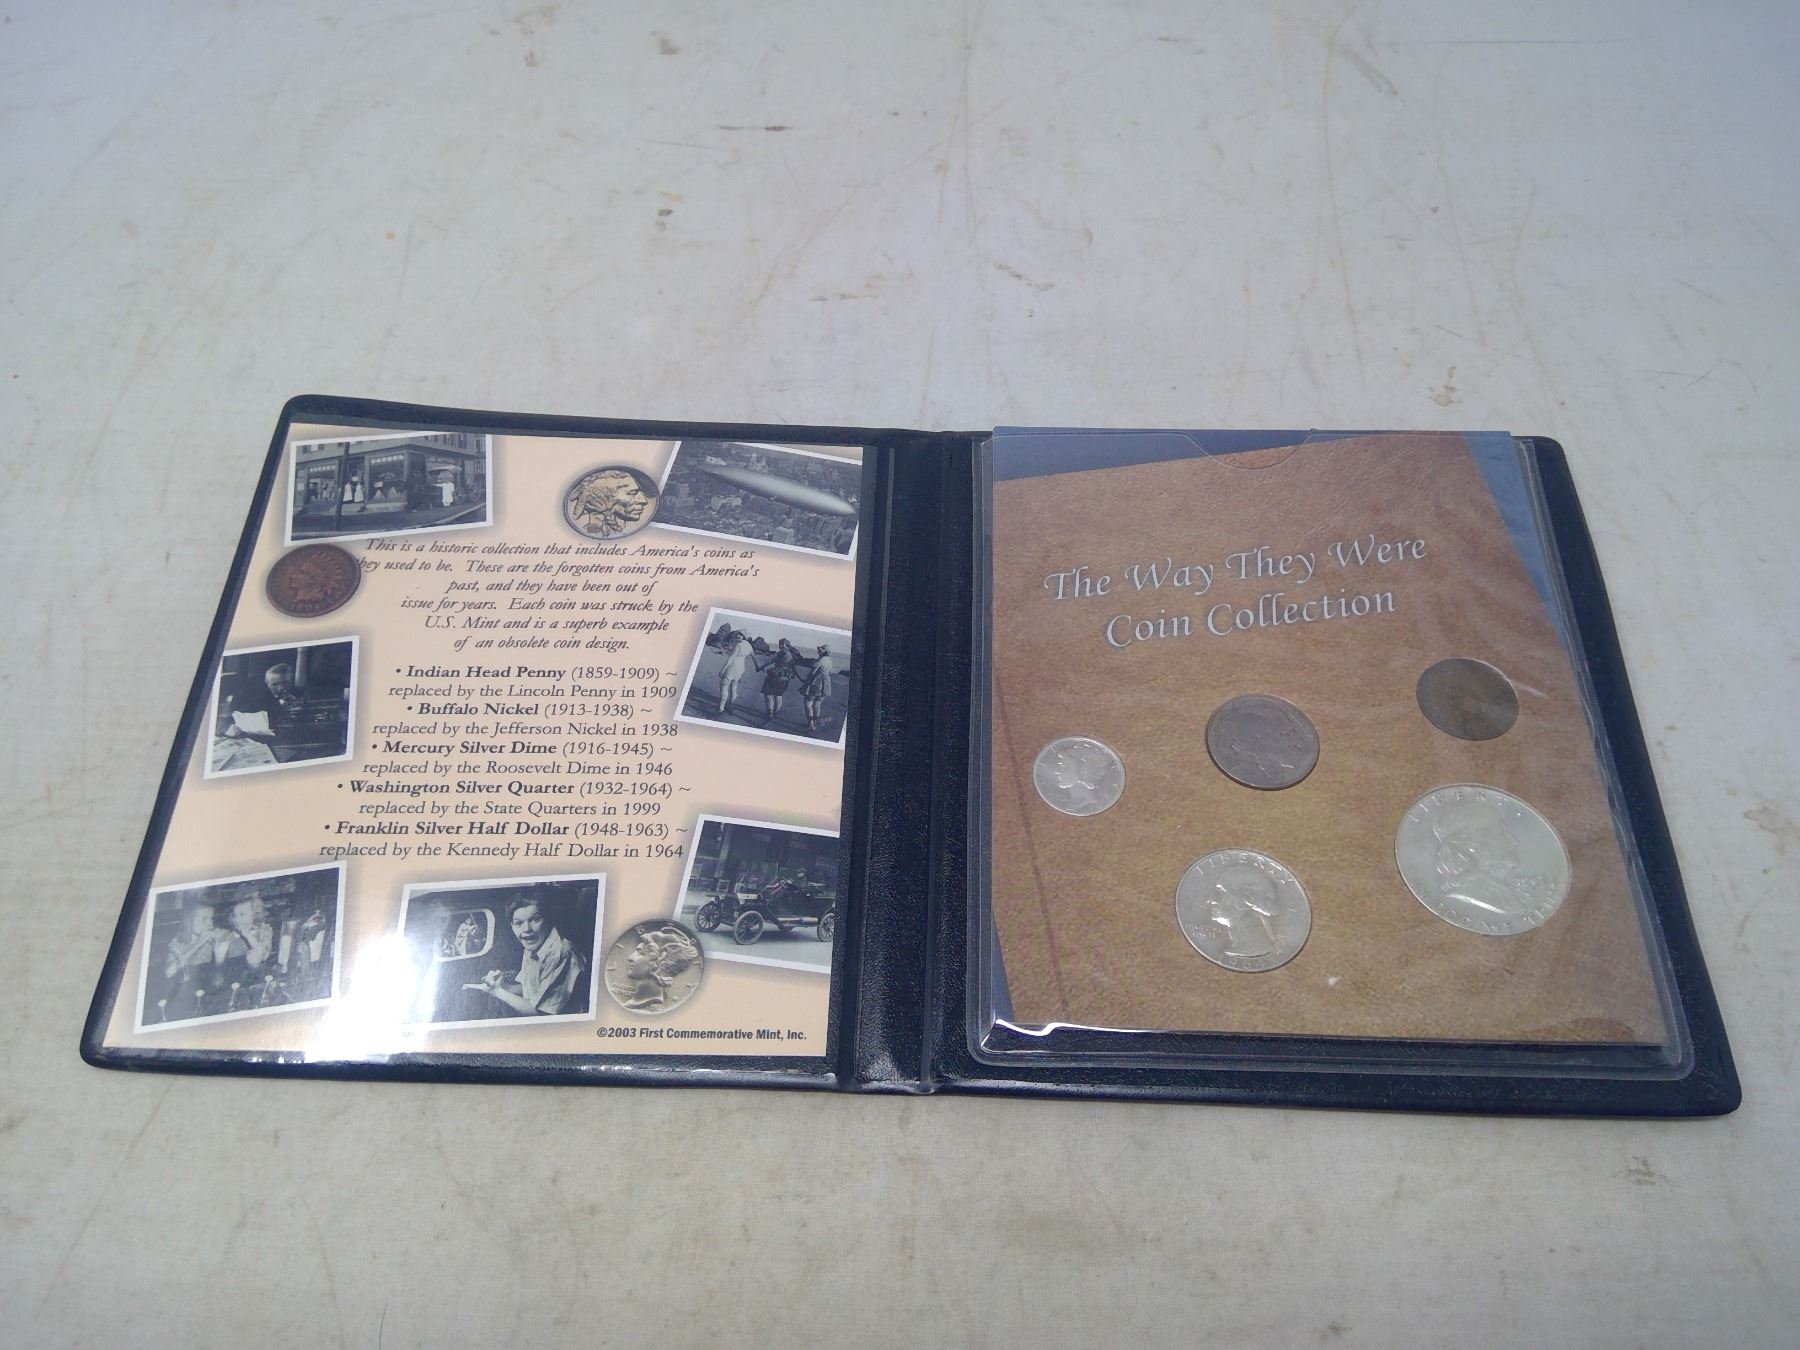 This is a historic collection that includes America's coins as
they used to be. These are the forgotten coins from America's
past, and they have been out of
issue for years. Each coin was struck by the
U.S. Mint and is a superb example
of an obsolete coin design.
• Indian Head Penny (1859-1909) ~
replaced by the Lincoln Penny in 1909
• Buffalo Nickel (1913-1938) ~
replaced by the Jefferson Nickel in 1938
• Mercury Silver Dime (1916-1945) ~
replaced by the Roosevelt Dime in 1946
• Washington Silver Quarter (1932-1964) ~
replaced by the State Quarters in 1999
• Franklin Silver Half Dollar (1948-1963) ~
replaced by the Kennedy Half Dollar in 1964
©2003 First Commemorative Mint, Inc.
The Way They Were
Coin Collection
LIBERTY
LIBERTY